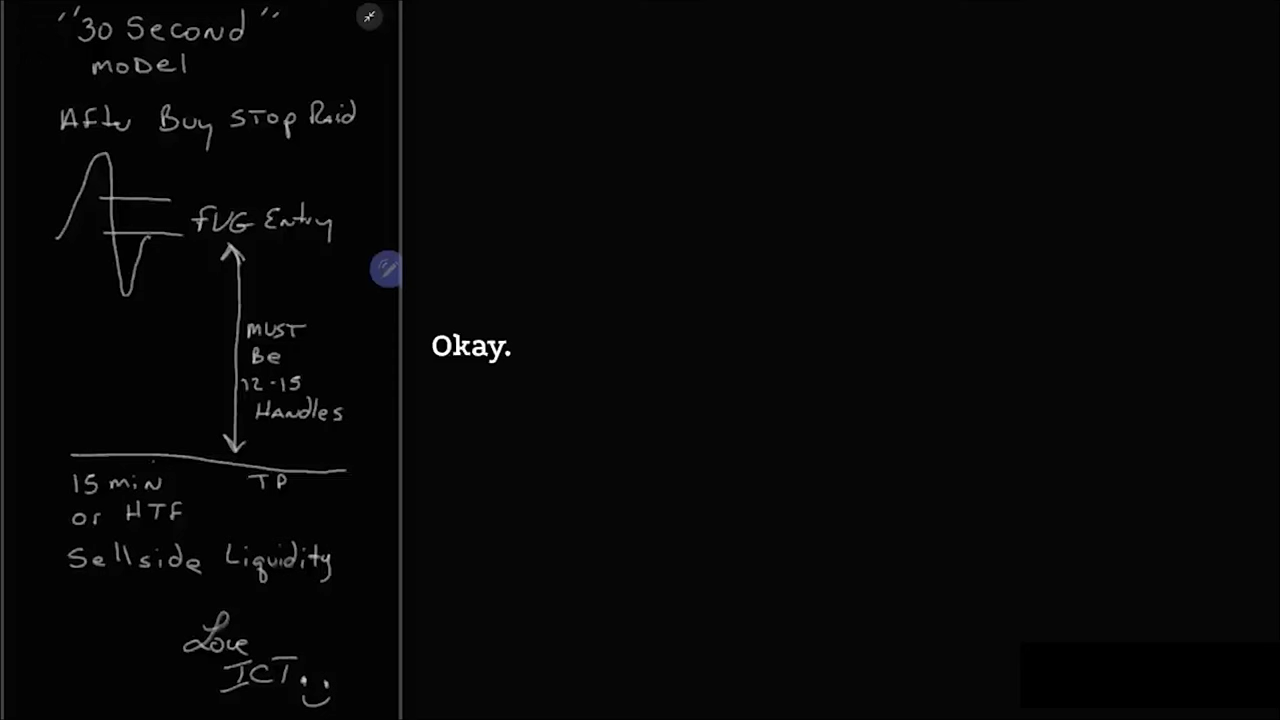 "30 Second"
MODEl
After Buy STop Raid
FVG Entry
MUST
Be
12-15
HANdles
15 miN
or HTF
TP
Sellside Liquidity
Love
ICT
Okay.